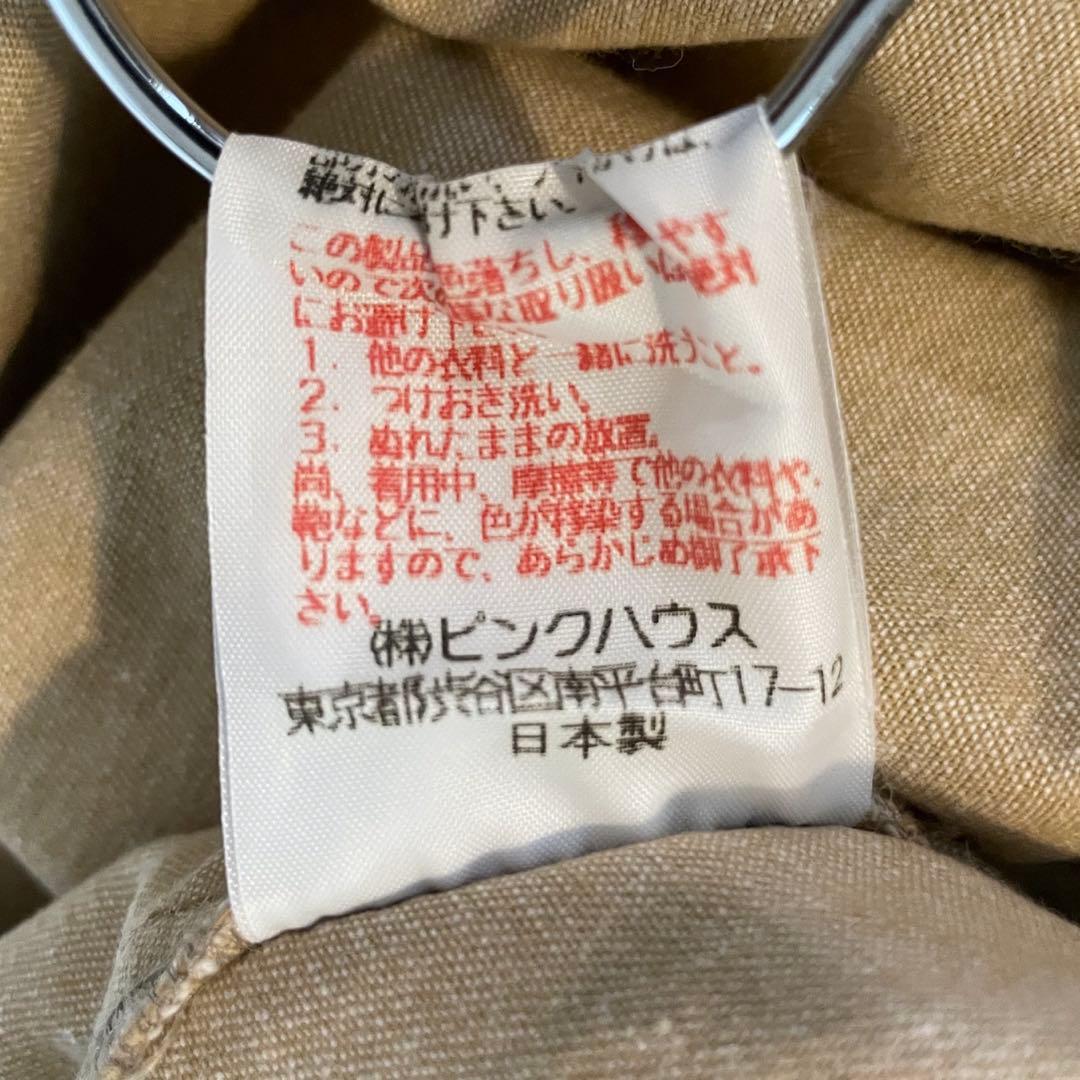 絶対に 下さい。
この製品 色落ちし、移 やす
いので次 な取り扱いは絶対
にお避け下さい。
1. 他の衣料と一緒に洗うこと。
2. つけおき洗い。
3. ぬれたままの放置。
尚、着用中、摩擦等で他の衣料や、
靴などに、色が移染する場合があ
りますので、あらかじめ御了承下
さい。
㈱ピンクハウス
東京都渋谷区南平台町17−12
日本製